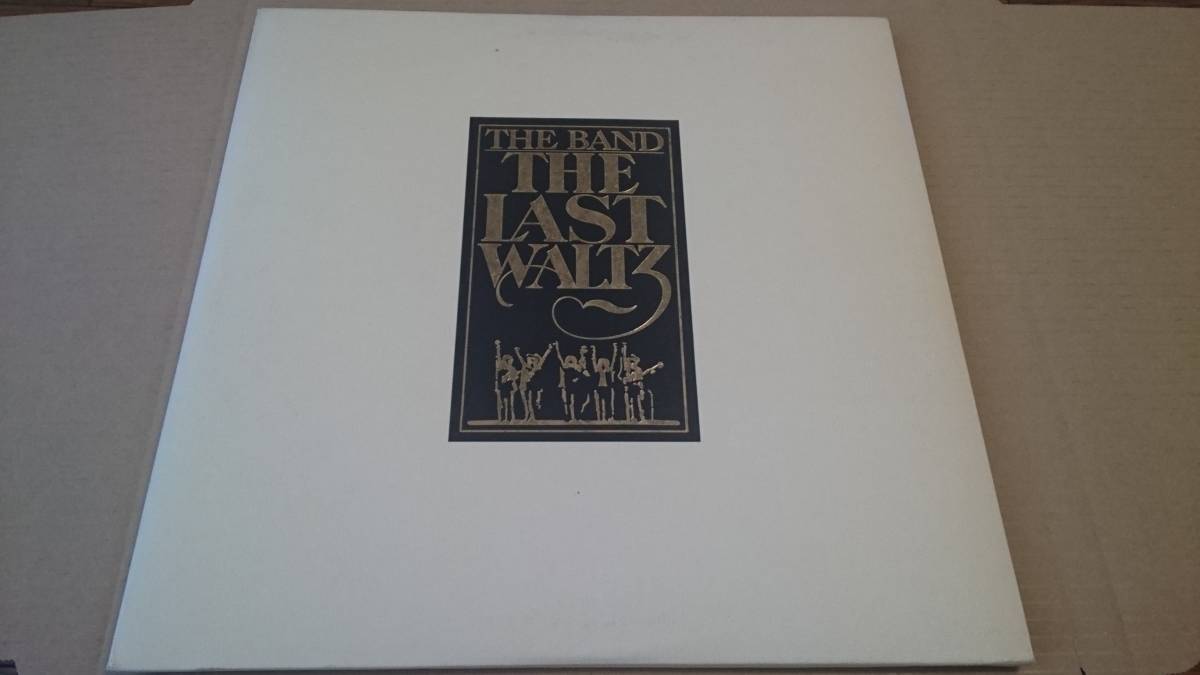 THE BAND
THE
LAST
WALTZ